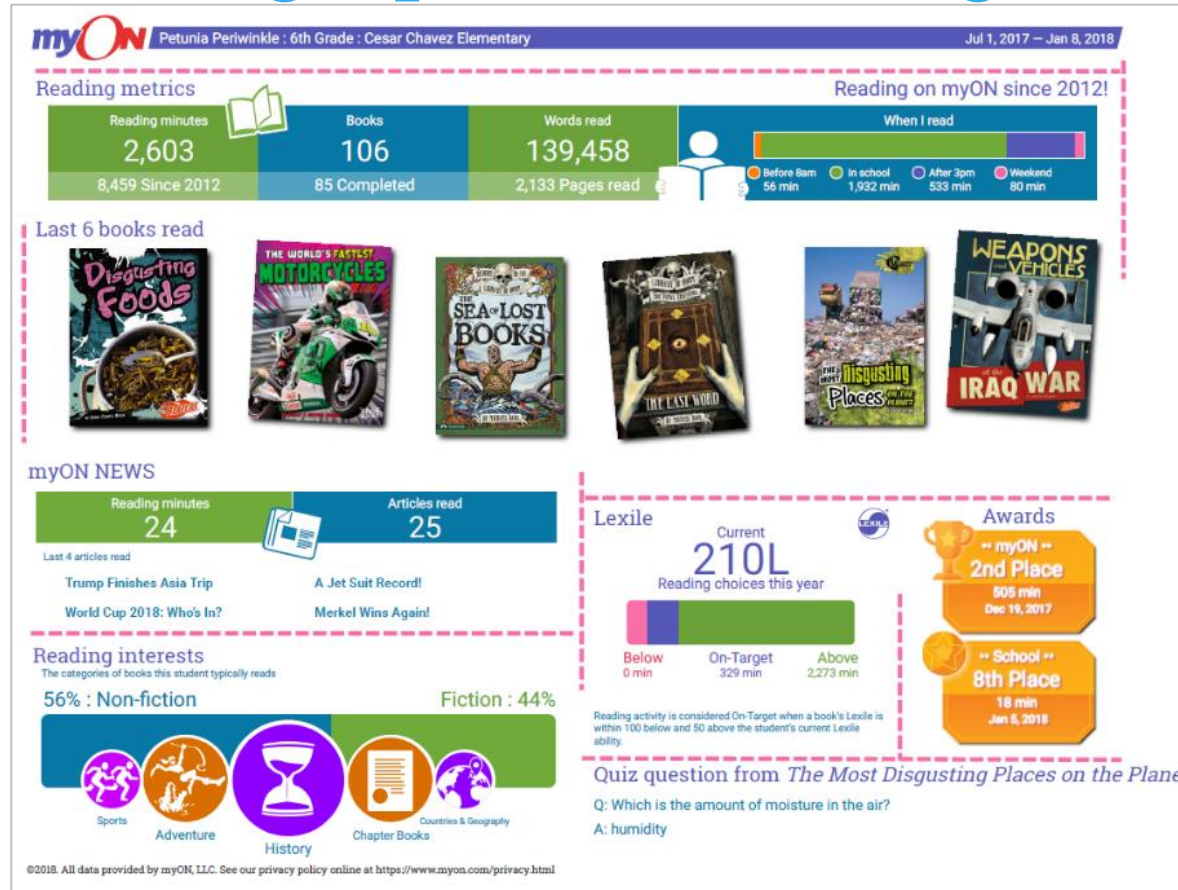 myON Petunia Periwinkle : 6th Grade : Cesar Chavez Elementary Jul 1, 2017 — Jan 8, 2018
Reading metrics
Reading on myON since 2012!
Reading minutes
2,603
8,459 Since 2012
Books
106
85 Completed
Words read
139,458
2,133 Pages read
When I read
Before 8am
56 min
In school
1,932 min
After 3pm
533 min
Weekend
80 min
Last 6 books read
Disgusting
Foods
THE WORLD'S FASTEST
MOTORCYCLES
THE
SEA OF LOST
BOOKS
THE LAST WORD
THE MOST Disgusting
Places ON THE
PLANET
WEAPONS
and VEHICLES
of the
IRAQ WAR
myON NEWS
Reading minutes
24
Articles read
25
Last 4 articles read
Trump Finishes Asia Trip
A Jet Suit Record!
World Cup 2018: Who's In?
Merkel Wins Again!
Reading interests
The categories of books this student typically reads
56% : Non-fiction
Fiction : 44%
Sports
Adventure
History
Chapter Books
Countries & Geography
Lexile
LEXILE
Current
210L
Reading choices this year
Below
0 min
On-Target
329 min
Above
2,273 min
Reading activity is considered On-Target when a book's Lexile is
within 100 below and 50 above the student's current Lexile
ability.
Awards
•• myON ••
2nd Place
505 min
Dec 19, 2017
•• School ••
8th Place
18 min
Jan 5, 2018
Quiz question from The Most Disgusting Places on the Plane
Q: Which is the amount of moisture in the air?
A: humidity
©2018. All data provided by myON, LLC. See our privacy policy online at https://www.myon.com/privacy.html